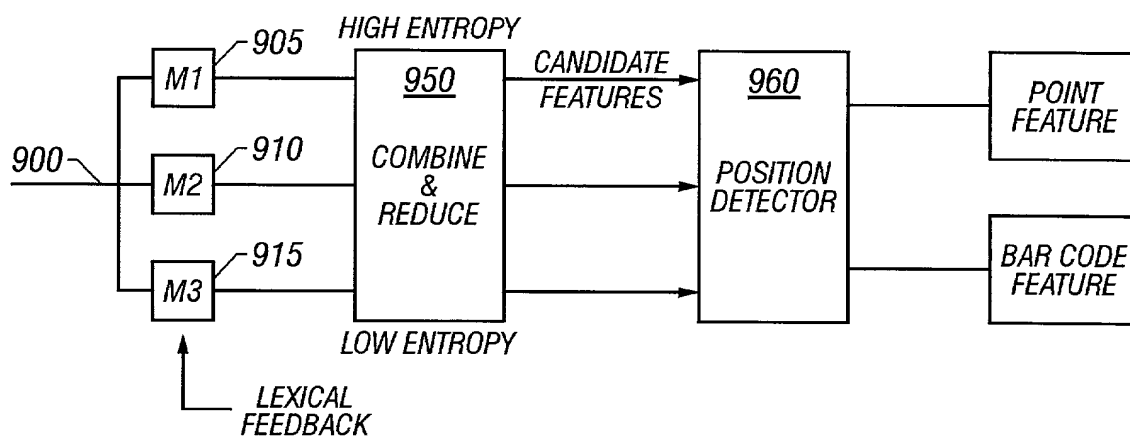 HIGH ENTROPY
905
M1
900
910
M2
915
M3
LEXICAL
FEEDBACK
950
COMBINE
&
REDUCE
LOW ENTROPY
CANDIDATE
FEATURES
960
POSITION
DETECTOR
POINT
FEATURE
BAR CODE
FEATURE